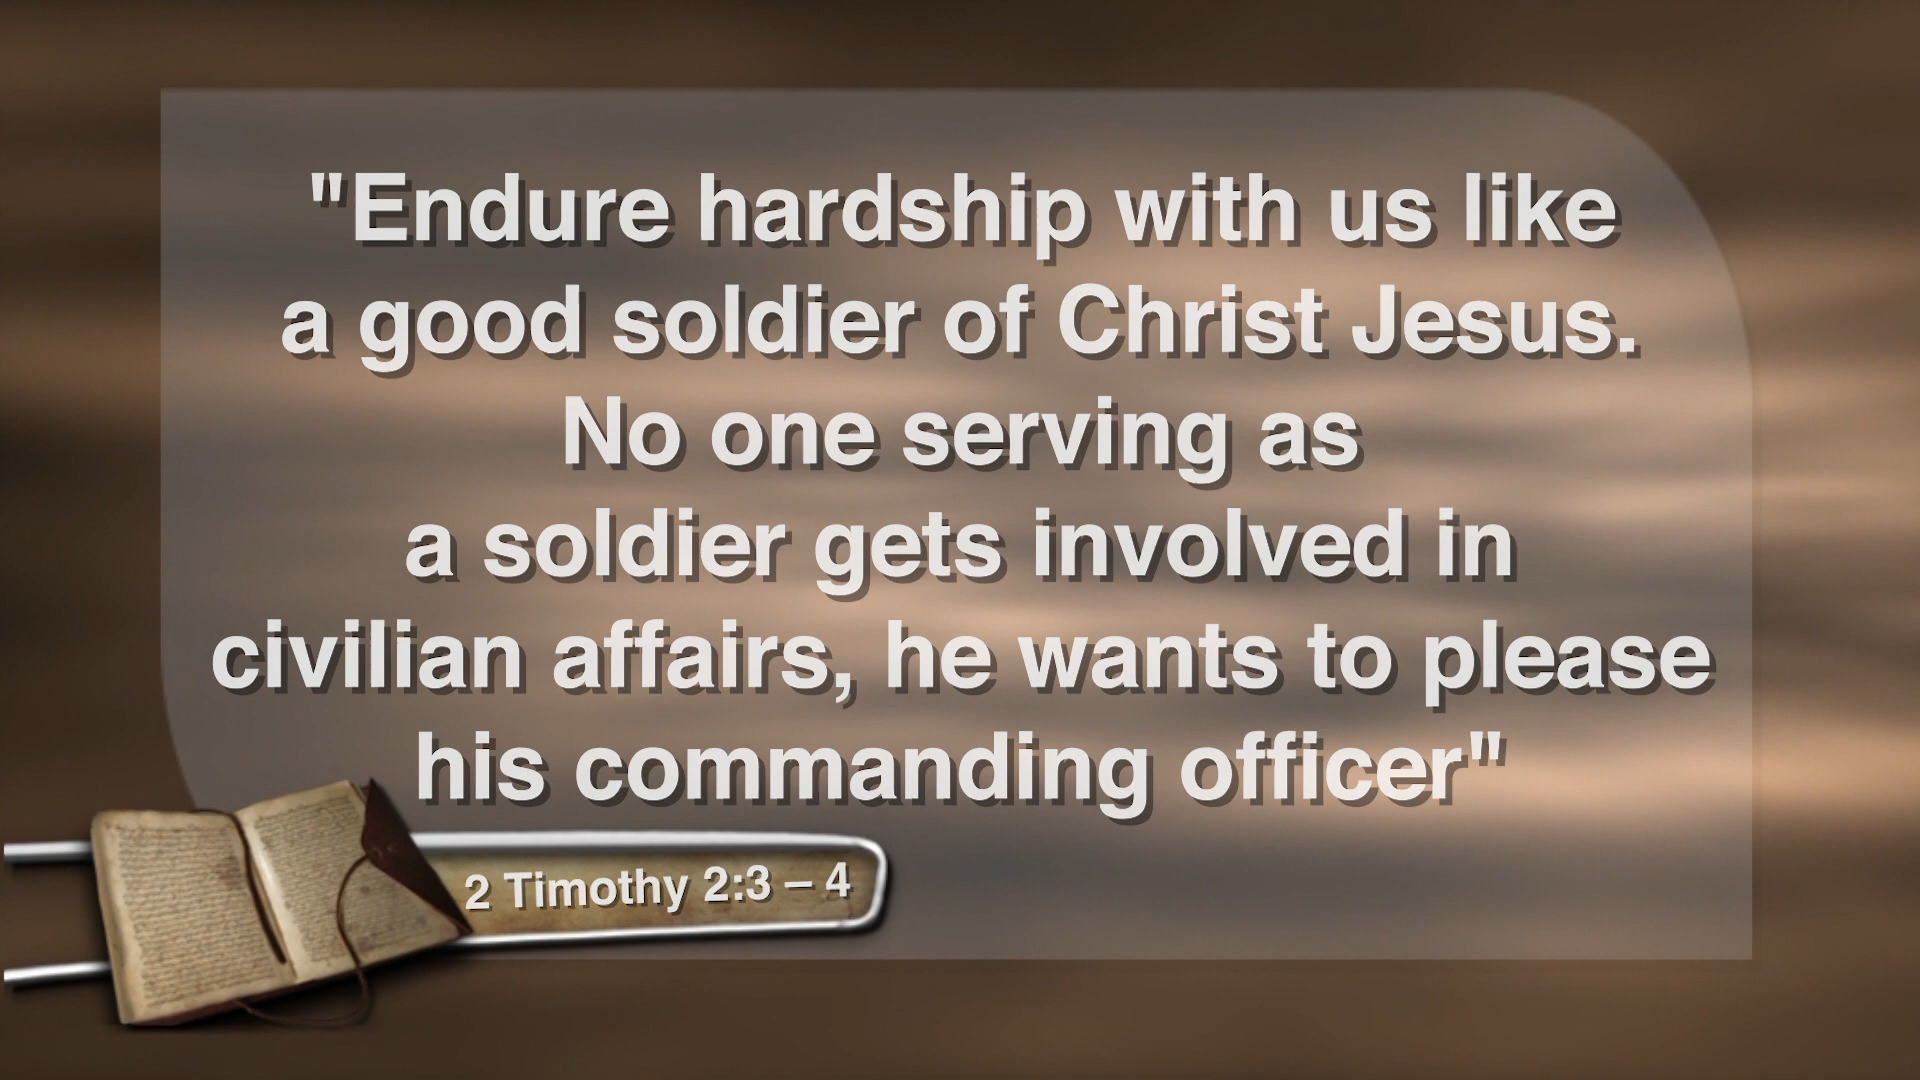 "Endure hardship with us like
a good soldier of Christ Jesus.
No one serving as
a soldier gets involved in
civilian affairs, he wants to please
his commanding officer"
2 Timothy 2:3 – 4